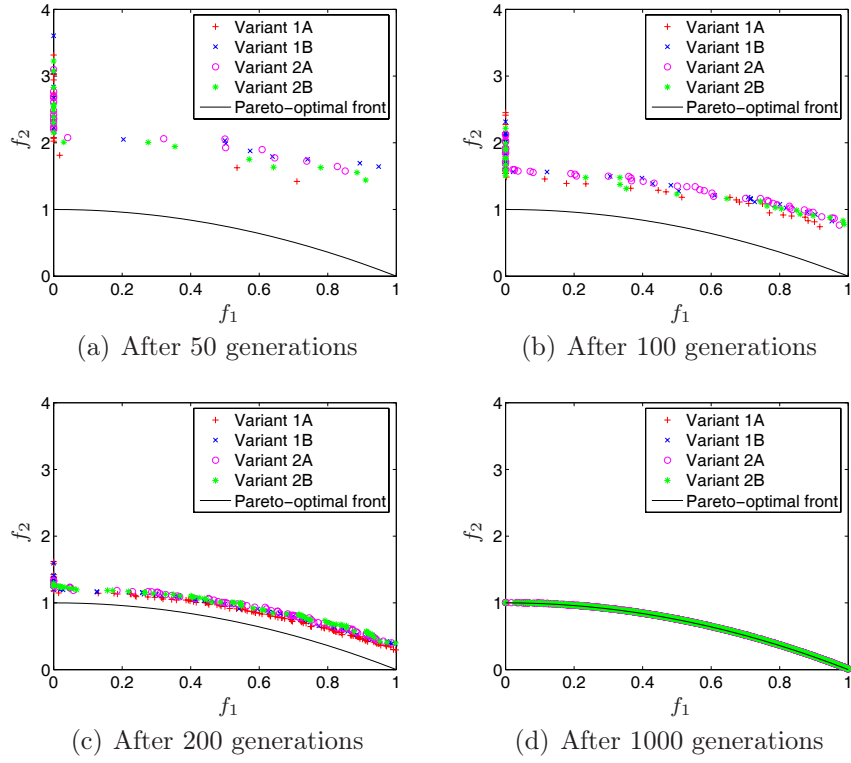 4
3
2
1
0
f2
Variant 1A
Variant 1B
Variant 2A
Variant 2B
Pareto-optimal front
0 0.2 0.4 0.6 0.8 1
f1
(a) After 50 generations
4
3
2
1
0
f2
Variant 1A
Variant 1B
Variant 2A
Variant 2B
Pareto-optimal front
0 0.2 0.4 0.6 0.8 1
f1
(b) After 100 generations
4
3
2
1
0
f2
Variant 1A
Variant 1B
Variant 2A
Variant 2B
Pareto-optimal front
0 0.2 0.4 0.6 0.8 1
f1
(c) After 200 generations
4
3
2
1
0
f2
Variant 1A
Variant 1B
Variant 2A
Variant 2B
Pareto-optimal front
0 0.2 0.4 0.6 0.8 1
f1
(d) After 1000 generations